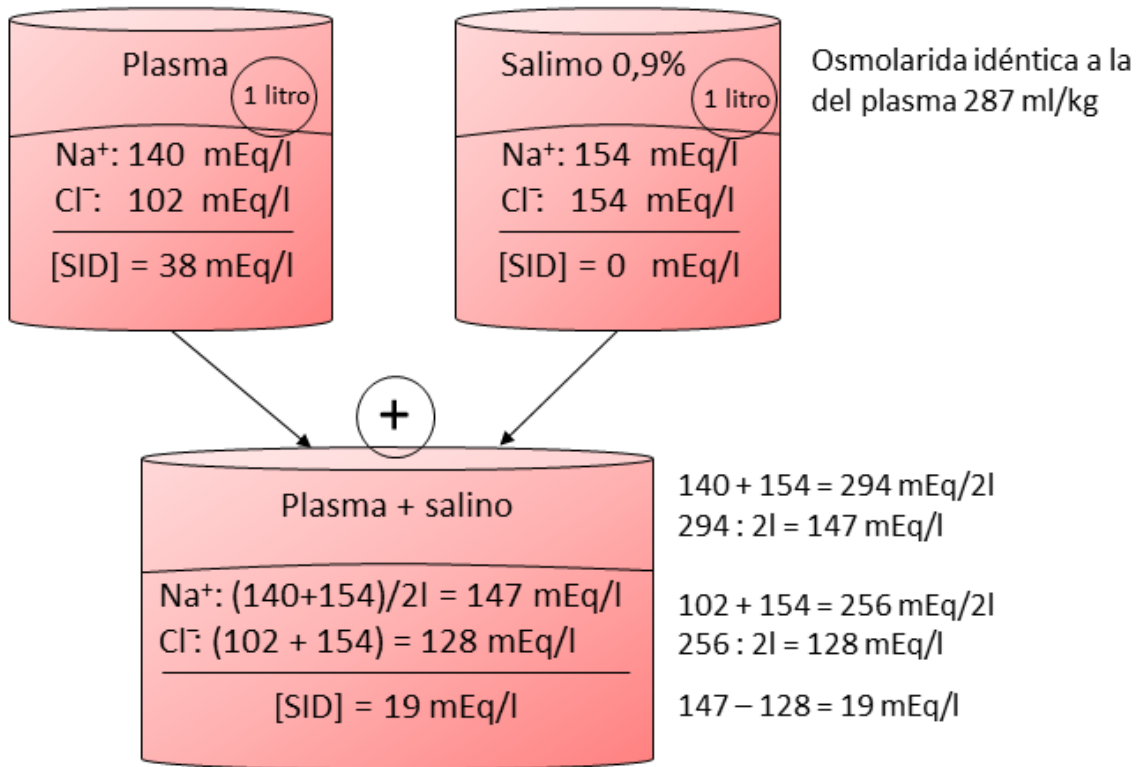 Plasma
1 litro
Na⁺: 140 mEq/l
Cl⁻: 102 mEq/l
[SID] = 38 mEq/l
Salimo 0,9%
1 litro
Na⁺: 154 mEq/l
Cl⁻: 154 mEq/l
[SID] = 0 mEq/l
Osmolarida idéntica a la
del plasma 287 ml/kg
+
Plasma + salino
Na⁺: (140+154)/2l = 147 mEq/l
Cl⁻: (102 + 154) = 128 mEq/l
[SID] = 19 mEq/l
140 + 154 = 294 mEq/2l
294 : 2l = 147 mEq/l
102 + 154 = 256 mEq/2l
256 : 2l = 128 mEq/l
147 – 128 = 19 mEq/l